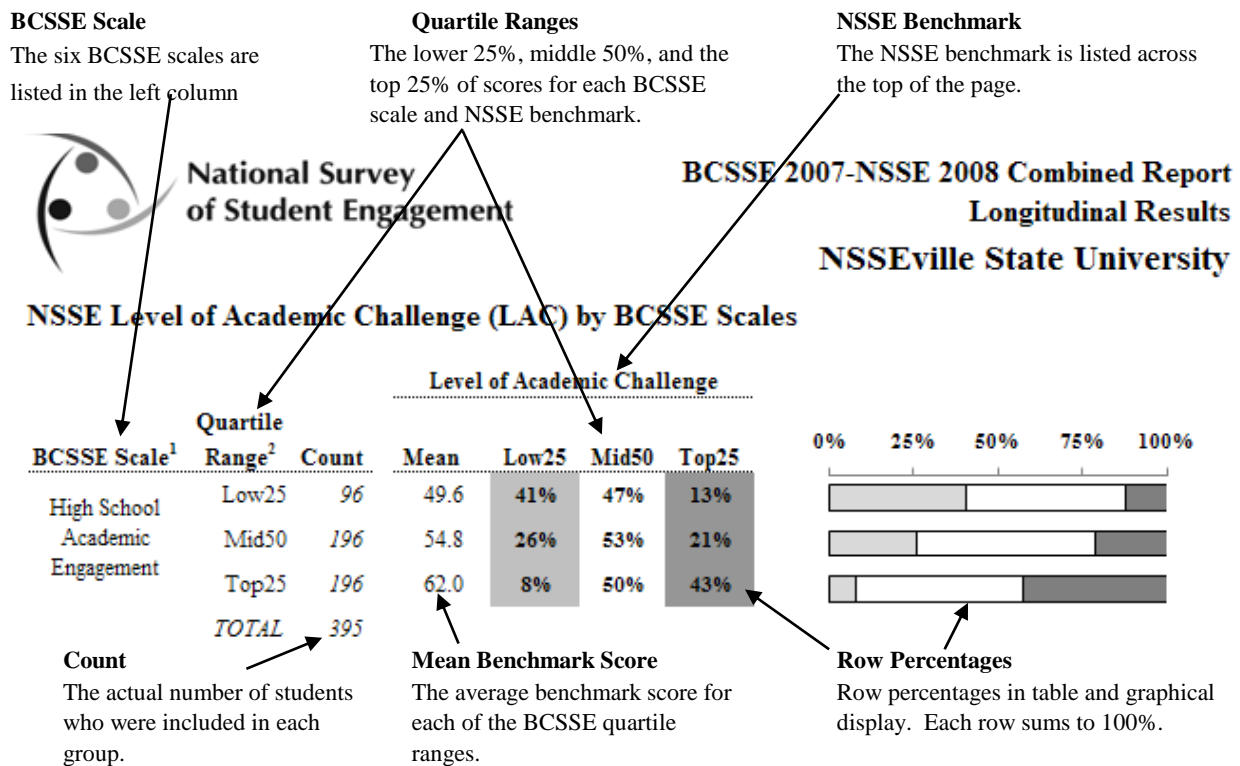 BCSSE Scale
The six BCSSE scales are
listed in the left column
Quartile Ranges
The lower 25%, middle 50%, and the
top 25% of scores for each BCSSE
scale and NSSE benchmark.
NSSE Benchmark
The NSSE benchmark is listed across
the top of the page.
National Survey
of Student Engagement
BCSSE 2007-NSSE 2008 Combined Report
Longitudinal Results
NSSEville State University
NSSE Level of Academic Challenge (LAC) by BCSSE Scales
Level of Academic Challenge
Quartile
BCSSE Scale¹ Range² Count Mean Low25 Mid50 Top25
0% 25% 50% 75% 100%
High School
Academic
Engagement
Low25 96 49.6 41% 47% 13%
Mid50 196 54.8 26% 53% 21%
Top25 196 62.0 8% 50% 43%
TOTAL 395
Count
The actual number of students
who were included in each
group.
Mean Benchmark Score
The average benchmark score for
each of the BCSSE quartile
ranges.
Row Percentages
Row percentages in table and graphical
display. Each row sums to 100%.